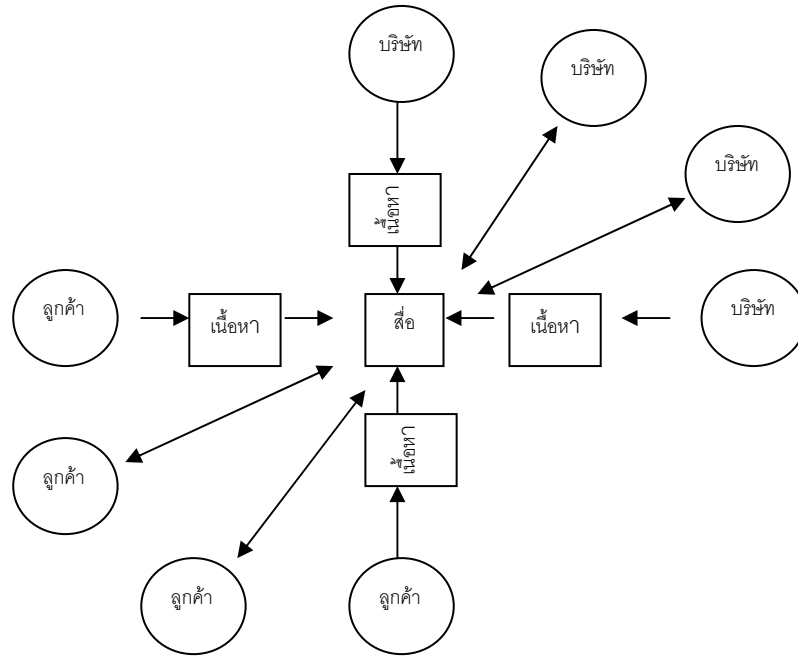 บริษัท
บริษัท
บริษัท
เนื้อหา
ลูกค้า
เนื้อหา
สื่อ
เนื้อหา
บริษัท
เนื้อหา
ลูกค้า
ลูกค้า
ลูกค้า